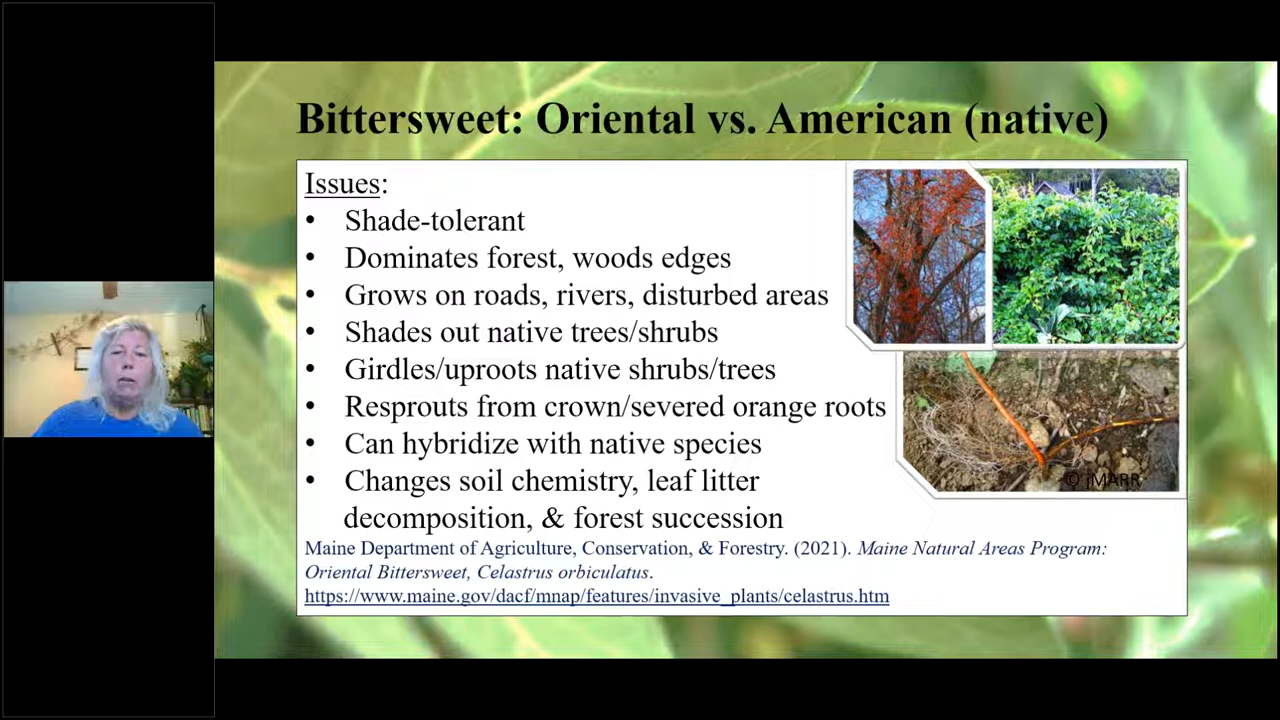 Bittersweet: Oriental vs. American (native)
Issues:
• Shade-tolerant
• Dominates forest, woods edges
• Grows on roads, rivers, disturbed areas
• Shades out native trees/shrubs
• Girdles/uproots native shrubs/trees
• Resprouts from crown/severed orange roots
• Can hybridize with native species
• Changes soil chemistry, leaf litter
decomposition, & forest succession
© JMARR
Maine Department of Agriculture, Conservation, & Forestry. (2021). Maine Natural Areas Program:
Oriental Bittersweet, Celastrus orbiculatus.
https://www.maine.gov/dacf/mnap/features/invasive_plants/celastrus.htm